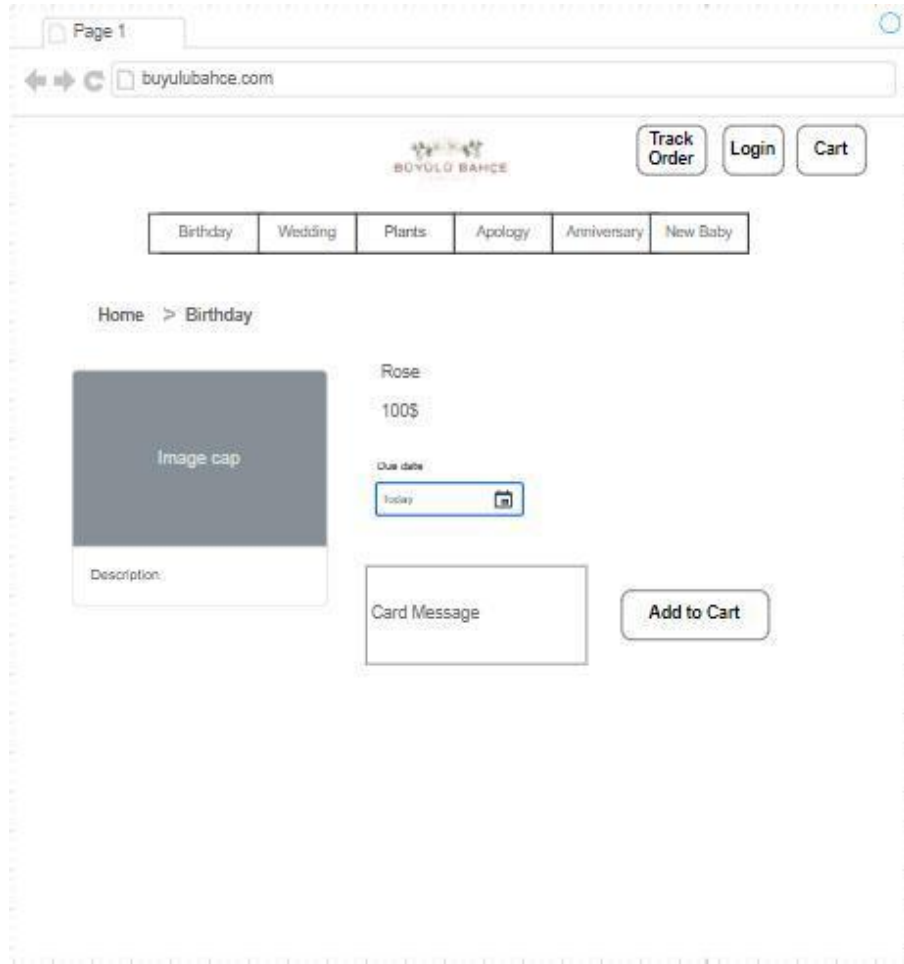 Page 1
buyulubahce.com
BÜYÜLÜ BAHÇE
Track
Order
Login
Cart
Birthday
Wedding
Plants
Apology
Anniversary
New Baby
Home > Birthday
Image cap
Description
Rose
100$
Due date
Today
Card Message
Add to Cart